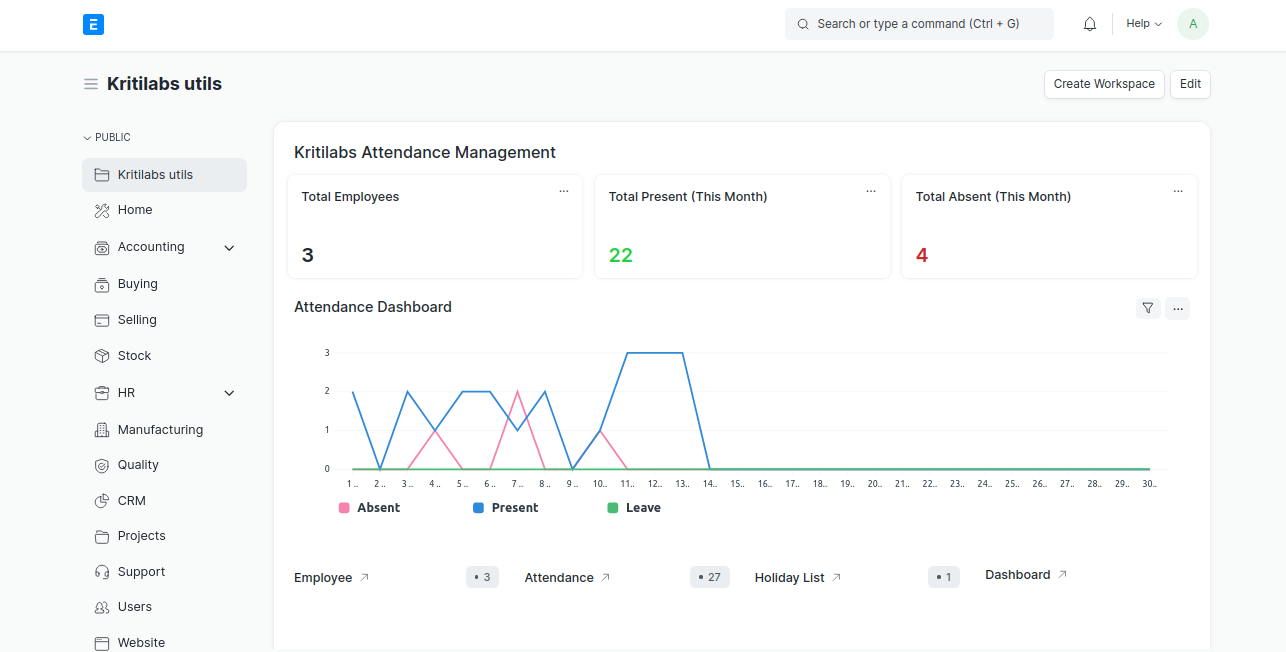 E
Search or type a command (Ctrl + G)
Help
A
Kritilabs utils
Create Workspace
Edit
PUBLIC
Kritilabs utils
Home
Accounting
Buying
Selling
Stock
HR
Manufacturing
Quality
CRM
Projects
Support
Users
Website
Kritilabs Attendance Management
Total Employees ...
3
Total Present (This Month) ...
22
Total Absent (This Month) ...
4
Attendance Dashboard
...
3
2
1
0
1 .. 2 .. 3 .. 4 .. 5 .. 6 .. 7 .. 8 .. 9 .. 10.. 11.. 12.. 13.. 14.. 15.. 16.. 17.. 18.. 19.. 20.. 21.. 22.. 23.. 24.. 25.. 26.. 27.. 28.. 29.. 30..
Absent Present Leave
Employee • 3 Attendance • 27 Holiday List • 1 Dashboard